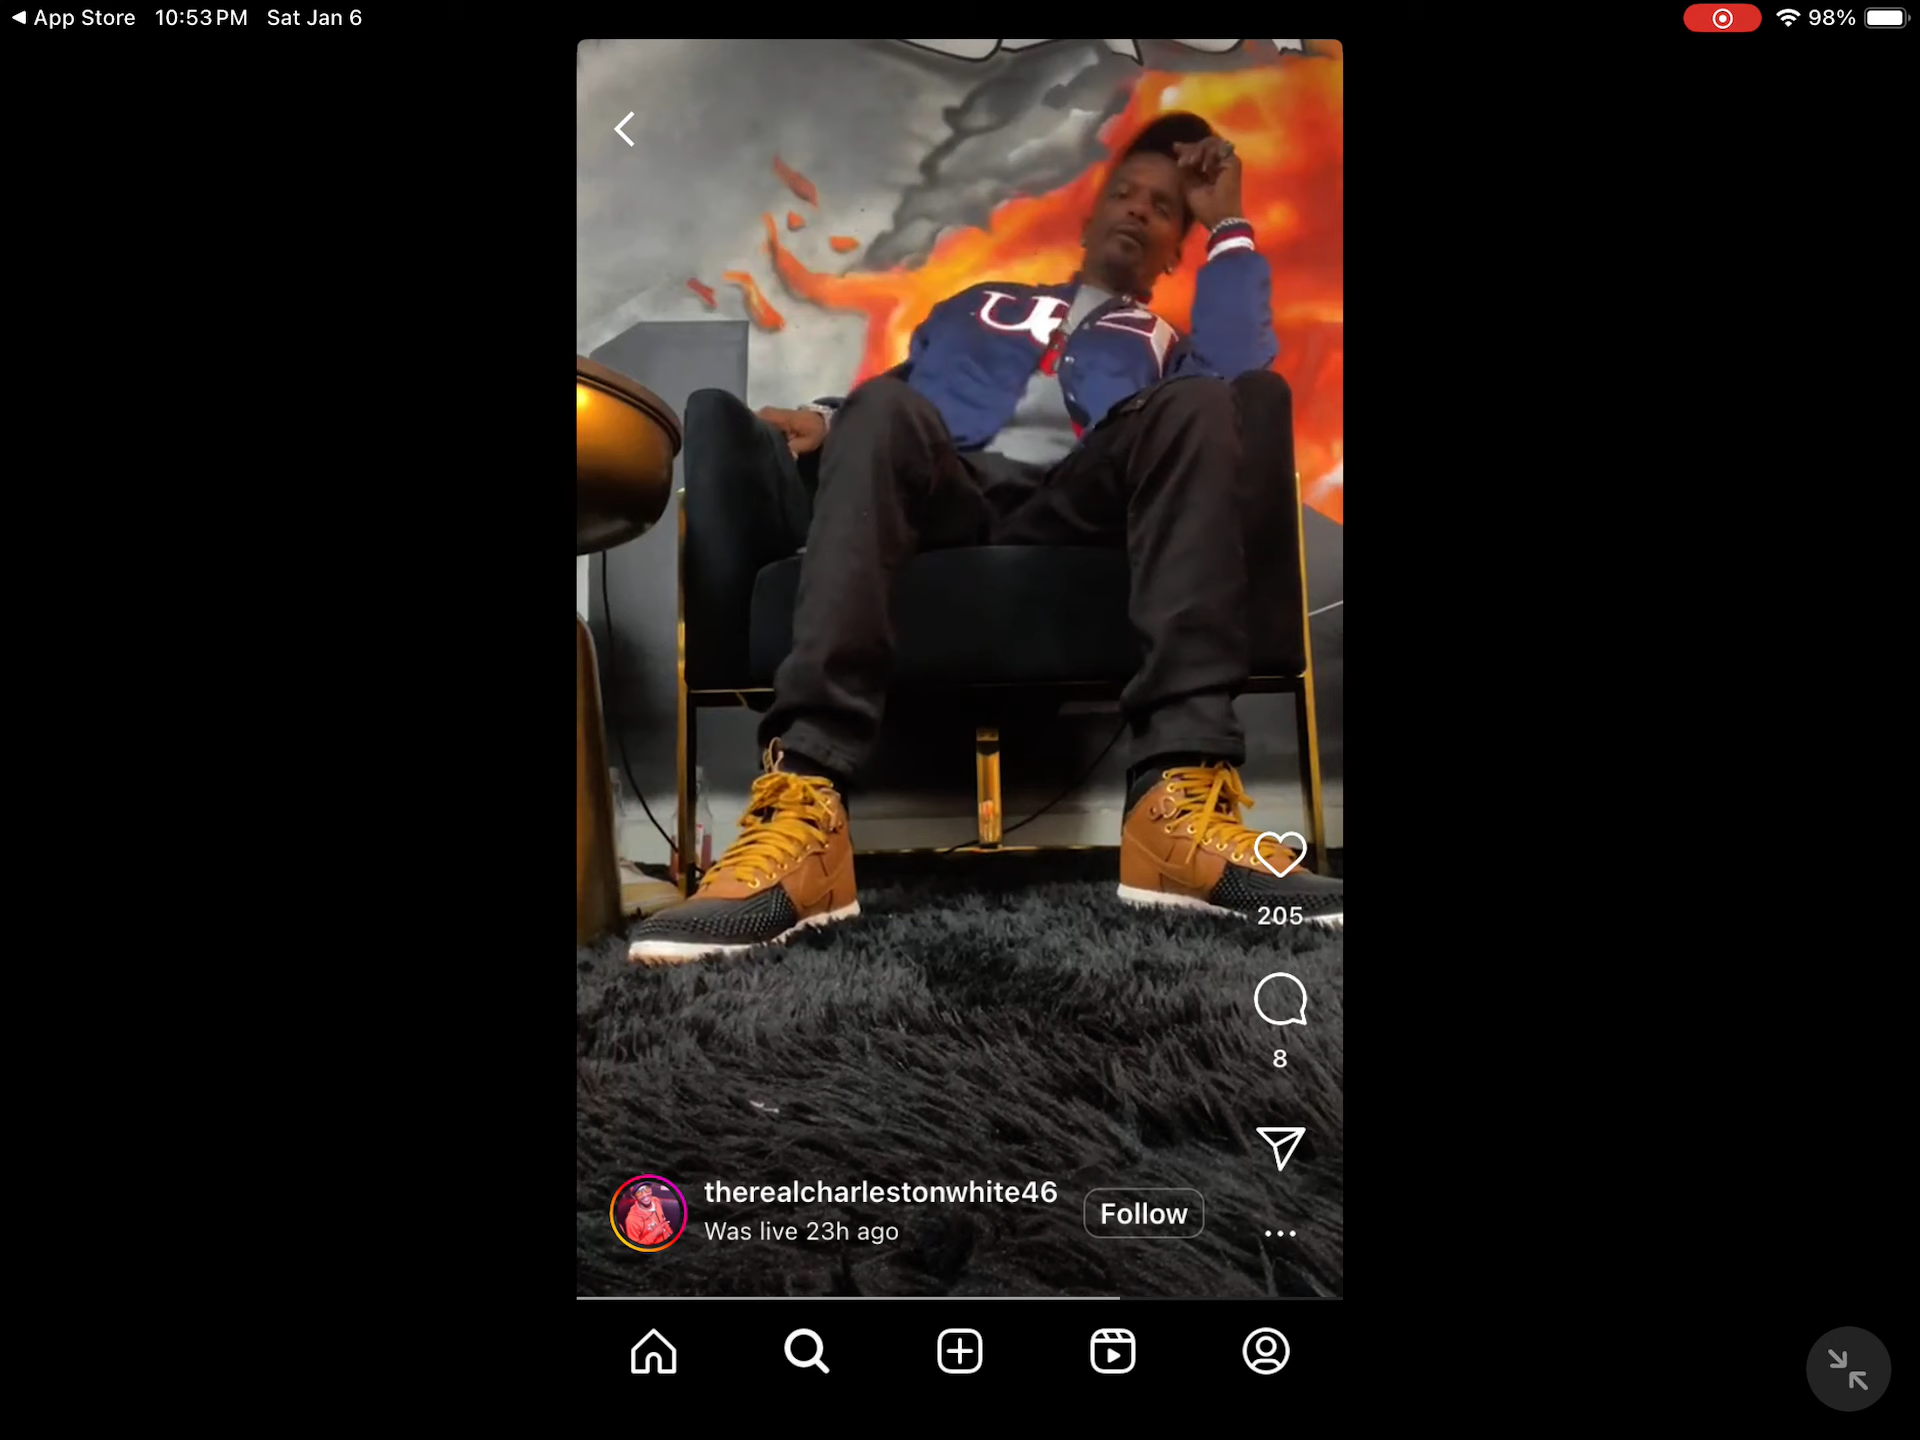 App Store 10:53 PM Sat Jan 6 98%
205
8
therealcharlestonwhite46
Was live 23h ago
Follow